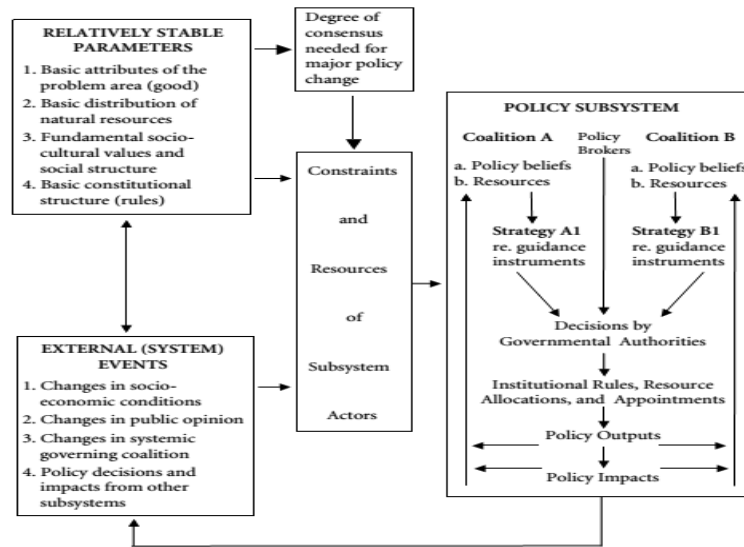 RELATIVELY STABLE
PARAMETERS
1. Basic attributes of the
problem area (good)
2. Basic distribution of
natural resources
3. Fundamental socio-
cultural values and
social structure
4. Basic constitutional
structure (rules)
Degree of
consensus
needed for
major policy
change
EXTERNAL (SYSTEM)
EVENTS
1. Changes in socio-
economic conditions
2. Changes in public opinion
3. Changes in systemic
governing coalition
4. Policy decisions and
impacts from other
subsystems
Constraints
and
Resources
of
Subsystem
Actors
POLICY SUBSYSTEM
Coalition A
a. Policy beliefs
b. Resources
Strategy A1
re. guidance
instruments
Policy
Brokers
Coalition B
a. Policy beliefs
b. Resources
Strategy B1
re. guidance
instruments
Decisions by
Governmental Authorities
Institutional Rules, Resource
Allocations, and Appointments
Policy Outputs
Policy Impacts